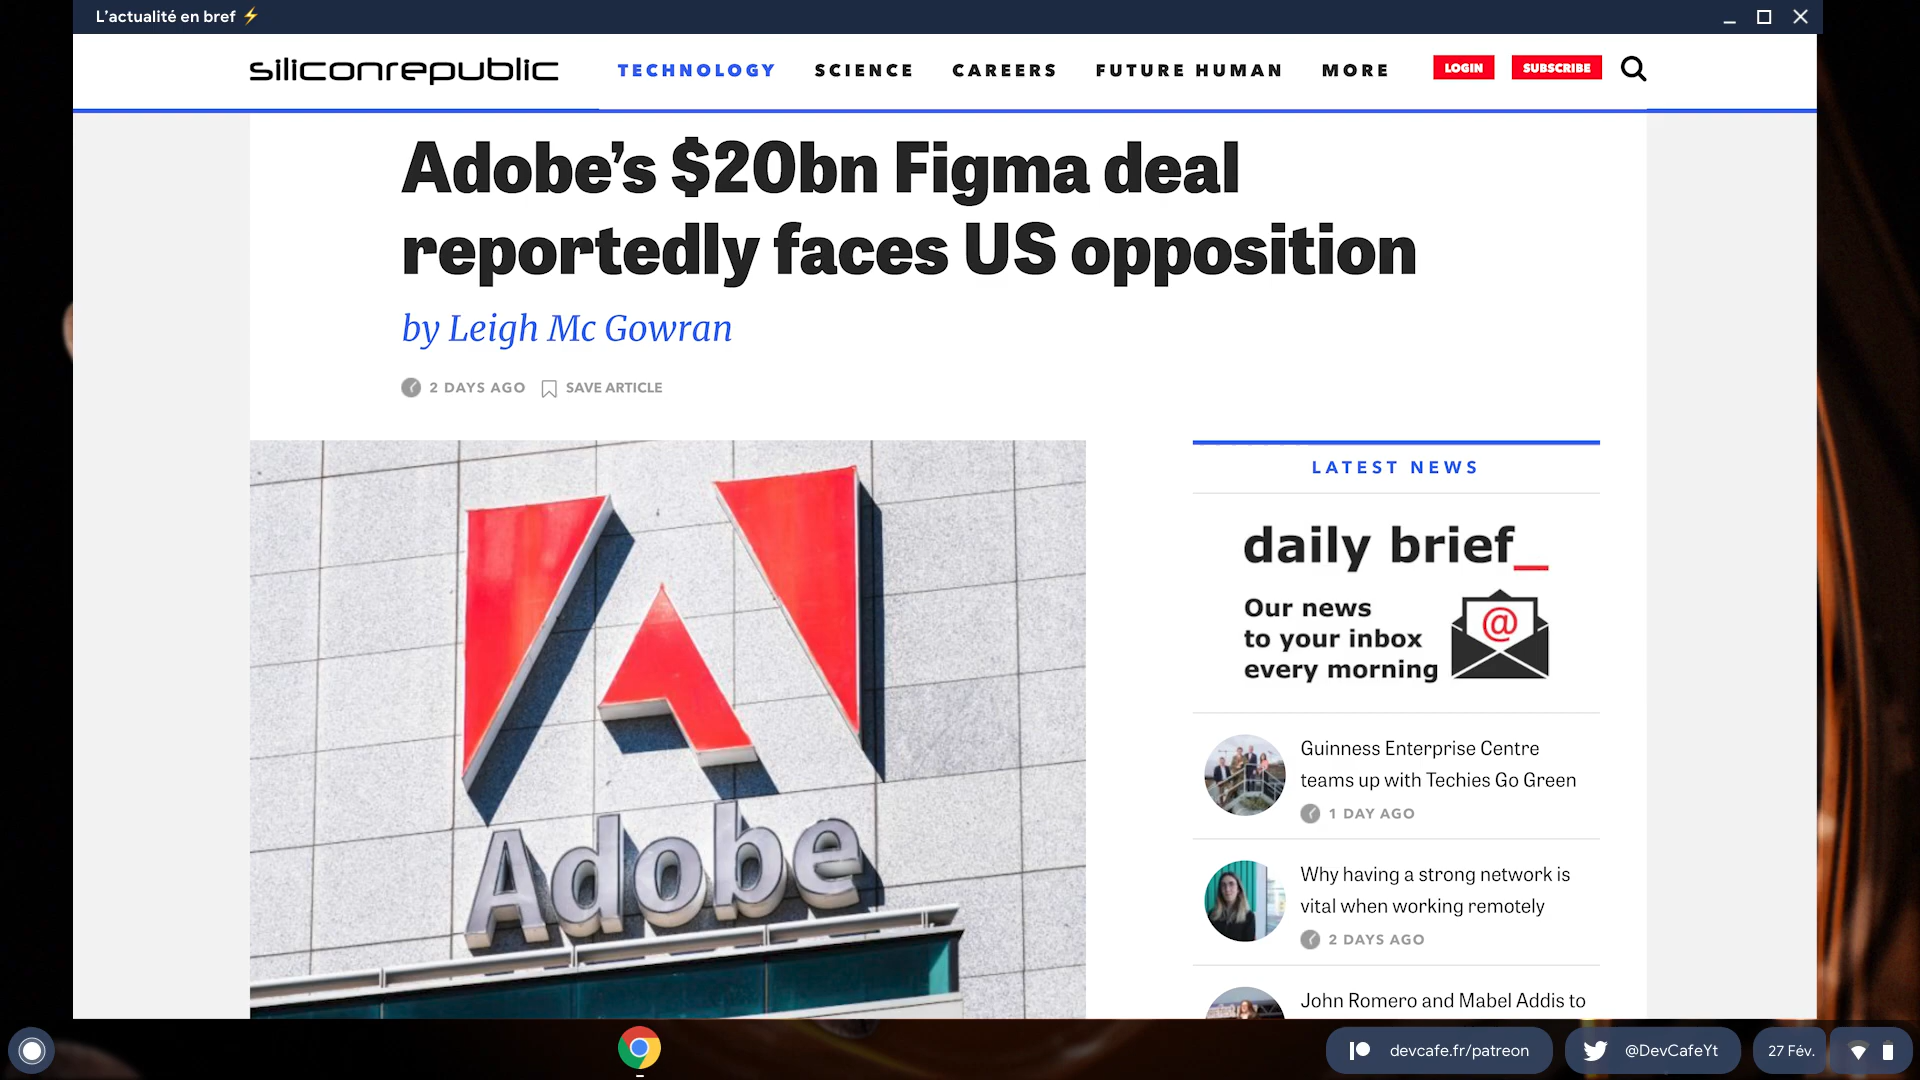 L'actualité en bref ⚡
siliconrepublic
TECHNOLOGY SCIENCE CAREERS FUTURE HUMAN MORE LOGIN SUBSCRIBE
Adobe’s $20bn Figma deal
reportedly faces US opposition
by Leigh Mc Gowran
2 DAYS AGO SAVE ARTICLE
Adobe
LATEST NEWS
daily brief_
Our news
to your inbox
every morning
@
Guinness Enterprise Centre
teams up with Techies Go Green
1 DAY AGO
Why having a strong network is
vital when working remotely
2 DAYS AGO
John Romero and Mabel Addis to
devcafe.fr/patreon
@DevCafeYt
27 Fév.